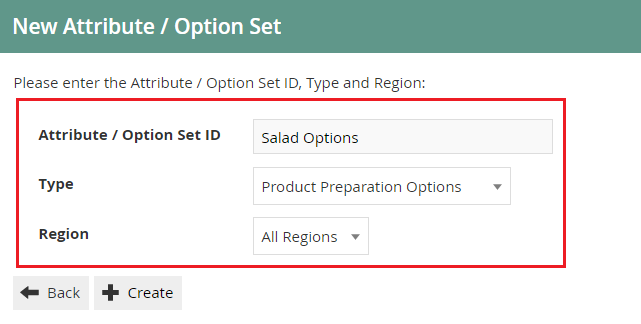 New Attribute / Option Set
Please enter the Attribute / Option Set ID, Type and Region:
Attribute / Option Set ID Salad Options
Type Product Preparation Options
Region All Regions
Back Create